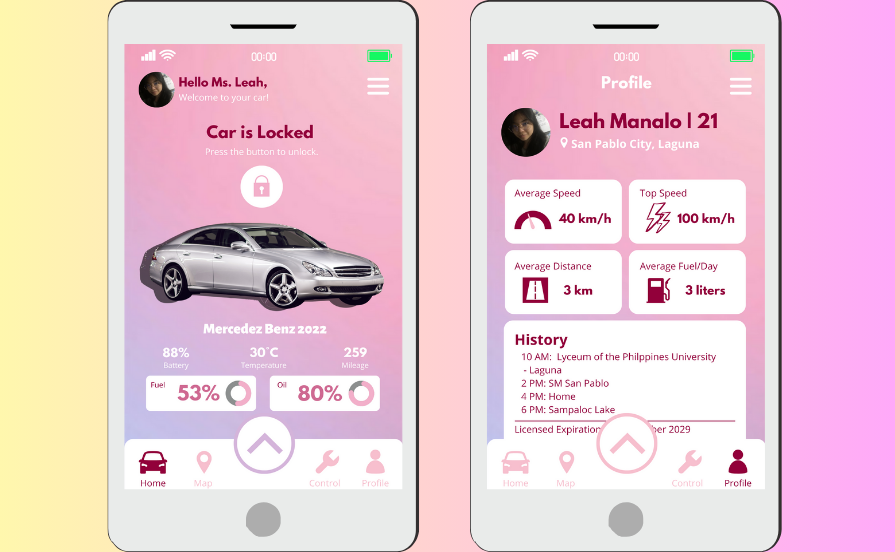 00:00
Hello Ms. Leah,
Welcome to your car!
Car is Locked
Press the button to unlock.
Mercedez Benz 2022
88% 30°C 259
Battery Temperature Mileage
Fuel 53% Oil 80%
Home Map Control Profile
00:00
Profile
Leah Manalo | 21
San Pablo City, Laguna
Average Speed Top Speed
40 km/h 100 km/h
Average Distance Average Fuel/Day
3 km 3 liters
History
10 AM: Lyceum of the Philppines University
- Laguna
2 PM: SM San Pablo
4 PM: Home
6 PM: Sampaloc Lake
Licensed Expiration 2029
Home Map Control Profile